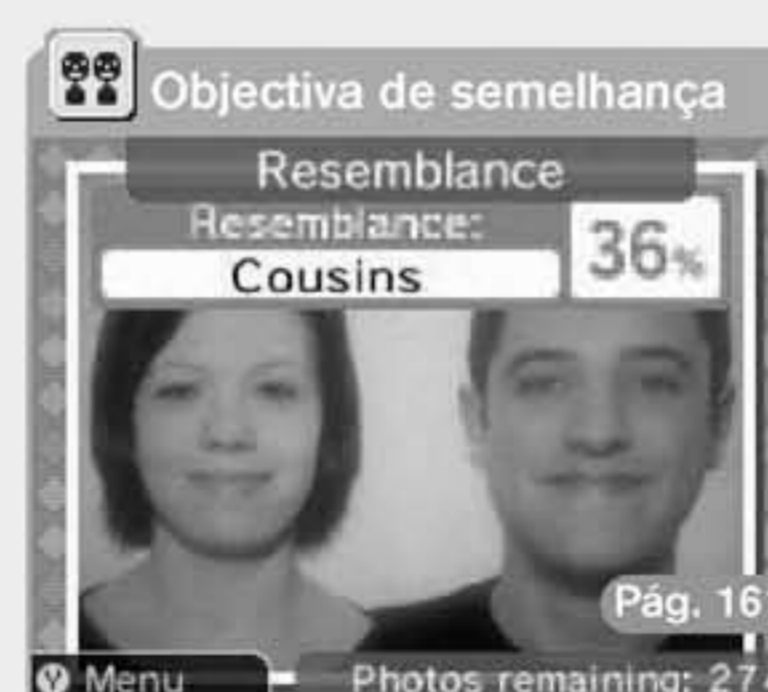 Objectiva de semelhança
Resemblance
Resemblance:
36%
Cousins
Pág. 16
Y Menu
Photos remaining: 27